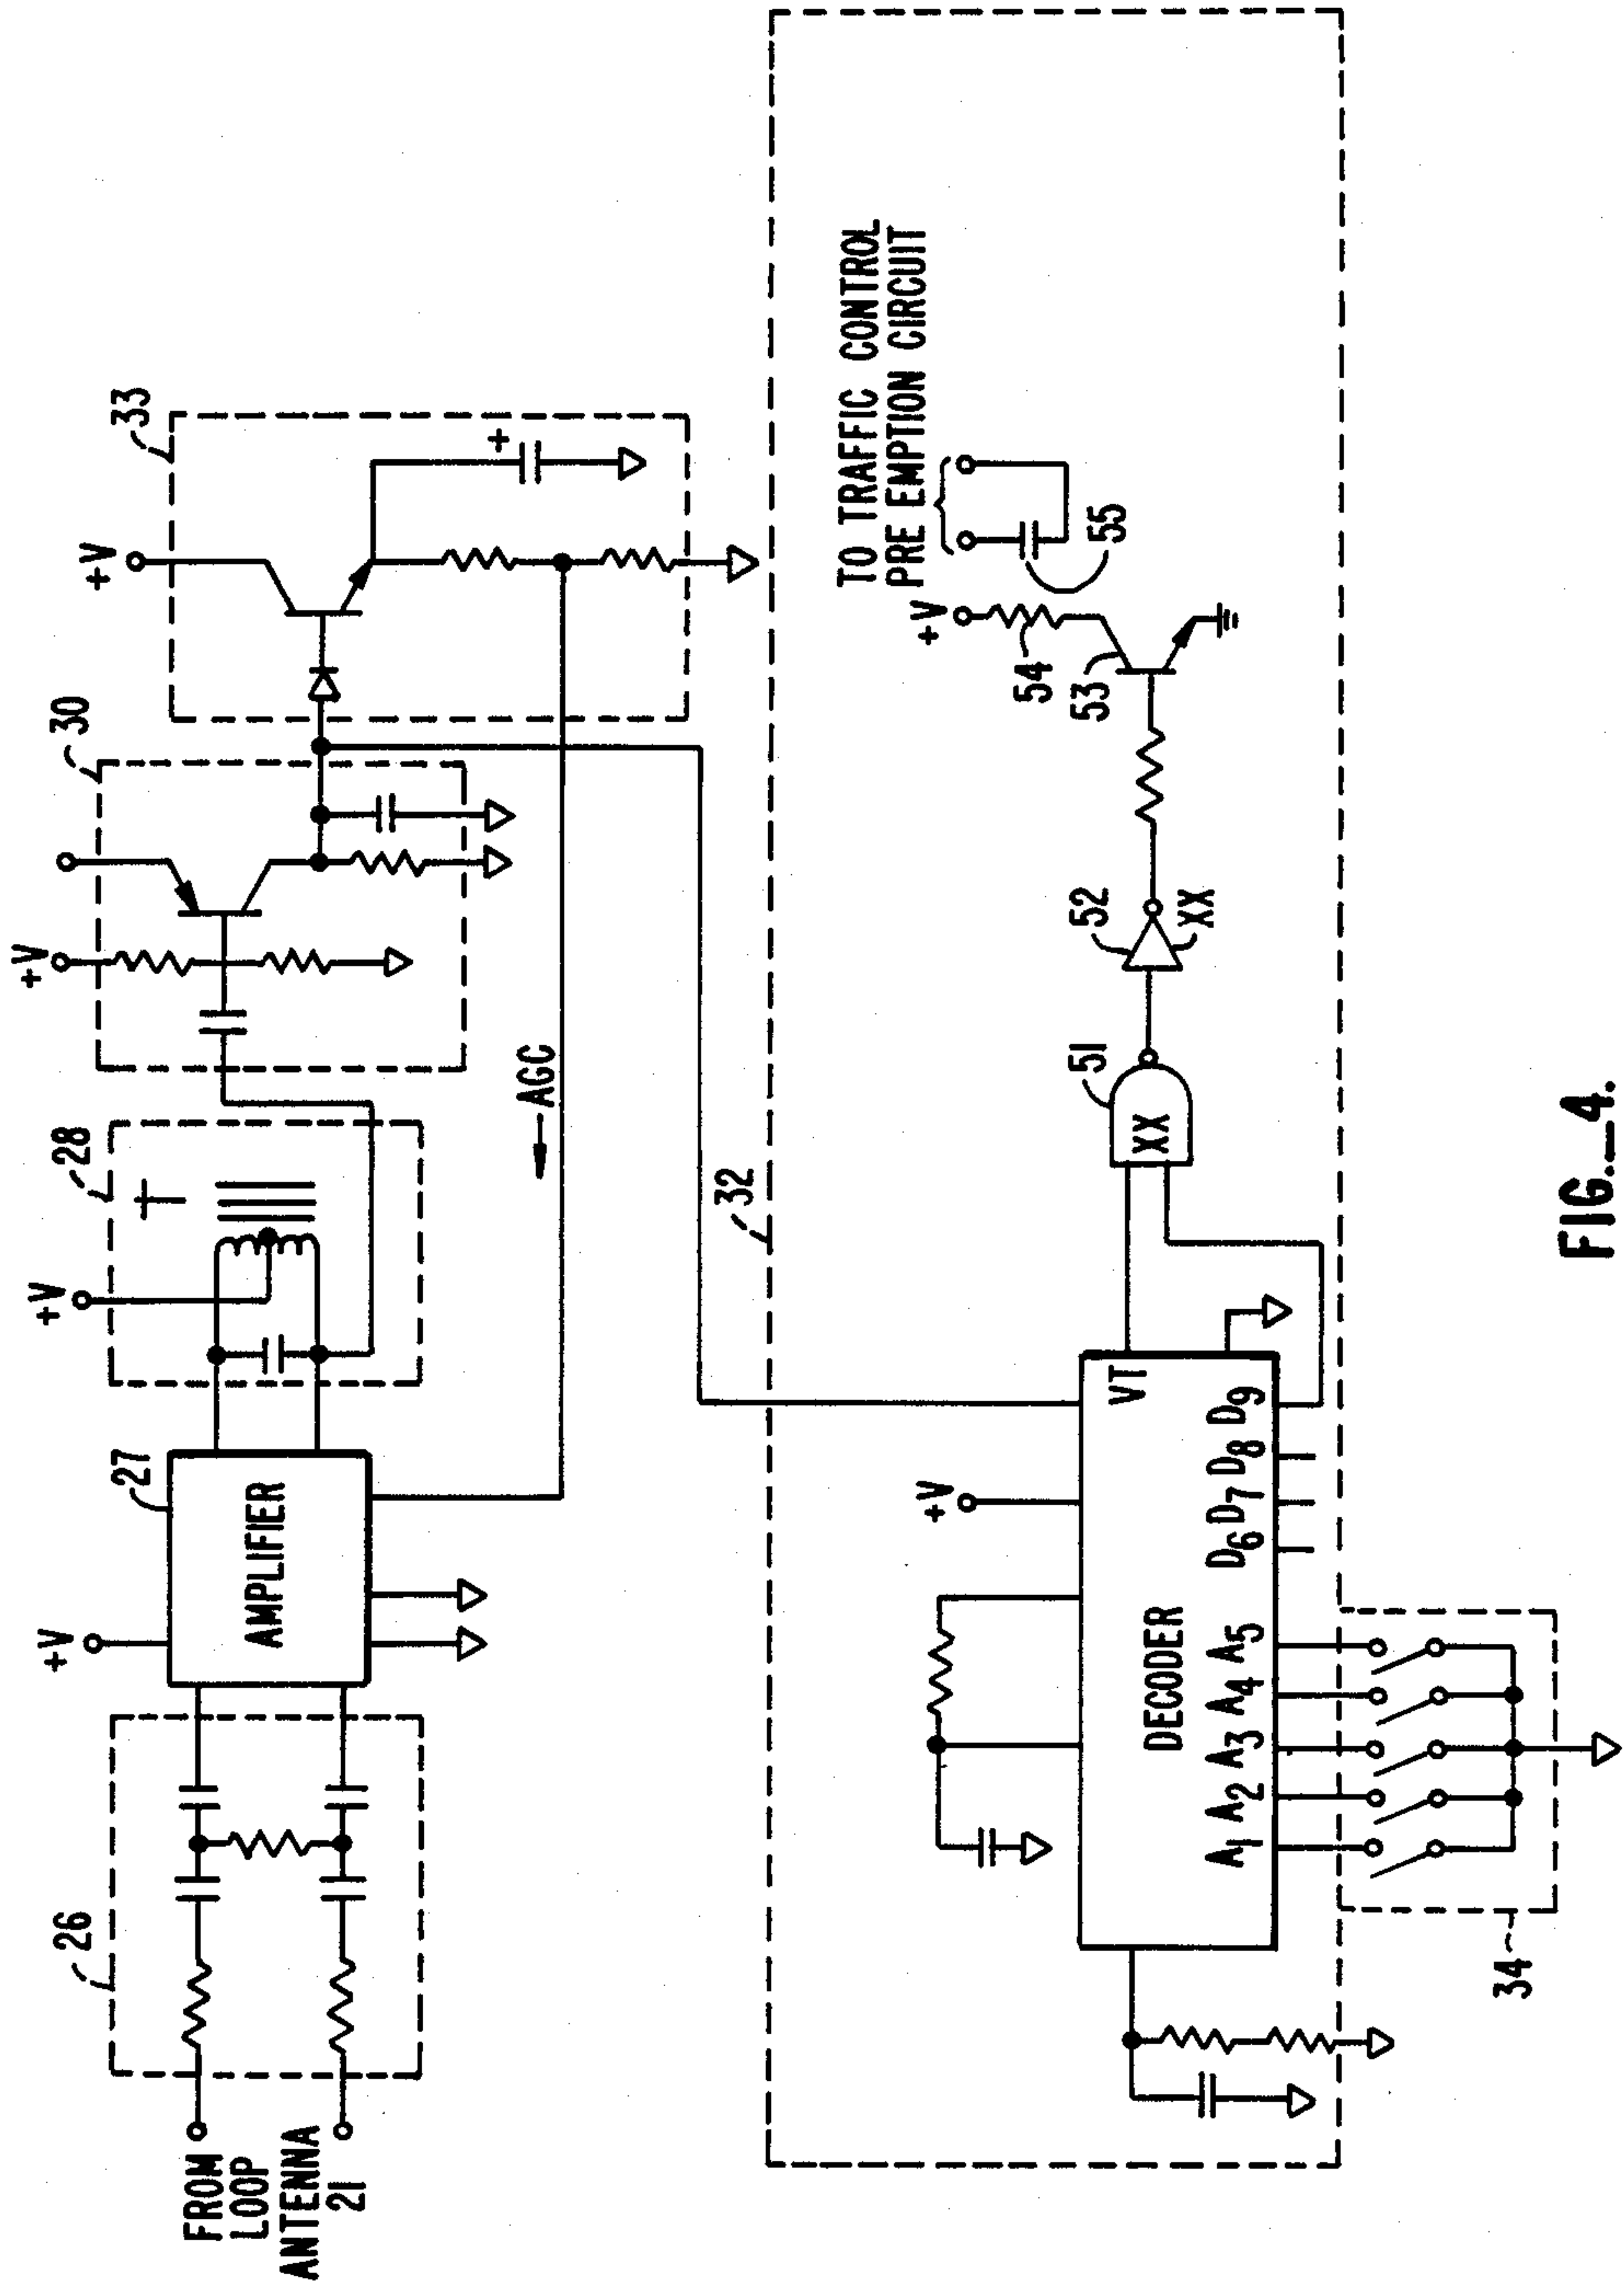 FROM
LOOP
ANTENNA
21
26
+V
27
AMPLIFIER
28
+V
+V
30
33
+V
+
AGC
32
+V
DECODER
VT
A1 A2 A3 A4 A5 D6 D7 D8 D9
34
51
XX
52
XX
53
54
+V
55
TO TRAFFIC CONTROL
PRE EMPTION CIRCUIT
FIG._4.